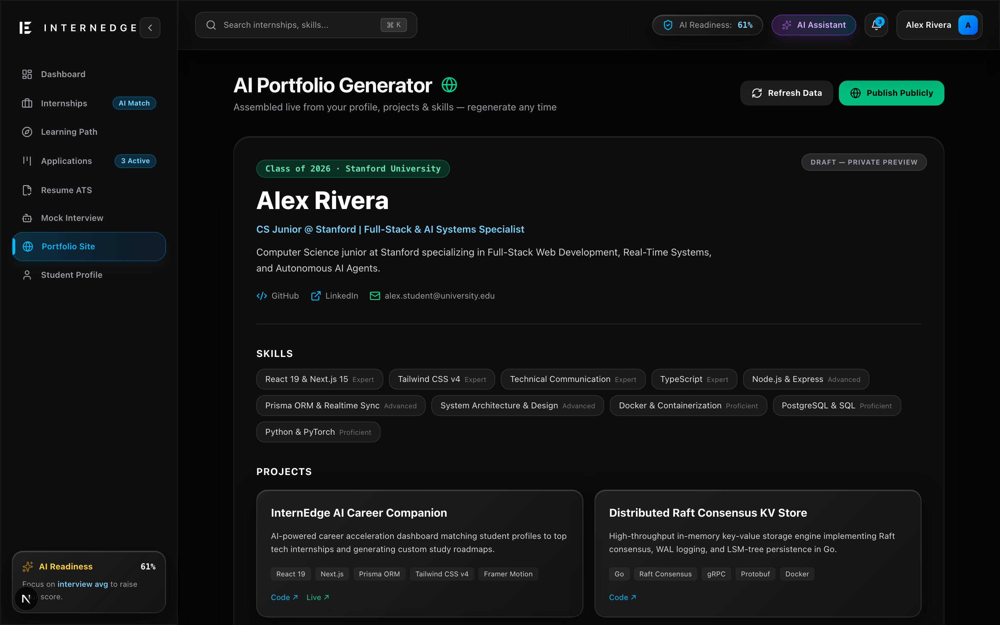 INTERNEDGE
Dashboard
Internships
AI Match
Learning Path
Applications
3 Active
Resume ATS
Mock Interview
Portfolio Site
Student Profile
AI Readiness
61%
Focus on interview avg to raise
score.
N
Search internships, skills...
⌘ K
AI Readiness: 61%
AI Assistant
3
Alex Rivera
A
AI Portfolio Generator
Assembled live from your profile, projects & skills — regenerate any time
Refresh Data
Publish Publicly
Class of 2026 · Stanford University
DRAFT — PRIVATE PREVIEW
Alex Rivera
CS Junior @ Stanford | Full-Stack & AI Systems Specialist
Computer Science junior at Stanford specializing in Full-Stack Web Development, Real-Time Systems,
and Autonomous AI Agents.
GitHub
LinkedIn
alex.student@university.edu
SKILLS
React 19 & Next.js 15 Expert
Tailwind CSS v4 Expert
Technical Communication Expert
TypeScript Expert
Node.js & Express Advanced
Prisma ORM & Realtime Sync Advanced
System Architecture & Design Advanced
Docker & Containerization Proficient
PostgreSQL & SQL Proficient
Python & PyTorch Proficient
PROJECTS
InternEdge AI Career Companion
AI-powered career acceleration dashboard matching student profiles to top
tech internships and generating custom study roadmaps.
React 19
Next.js
Prisma ORM
Tailwind CSS v4
Framer Motion
Code ↗
Live ↗
Distributed Raft Consensus KV Store
High-throughput in-memory key-value storage engine implementing Raft
consensus, WAL logging, and LSM-tree persistence in Go.
Go
Raft Consensus
gRPC
Protobuf
Docker
Code ↗